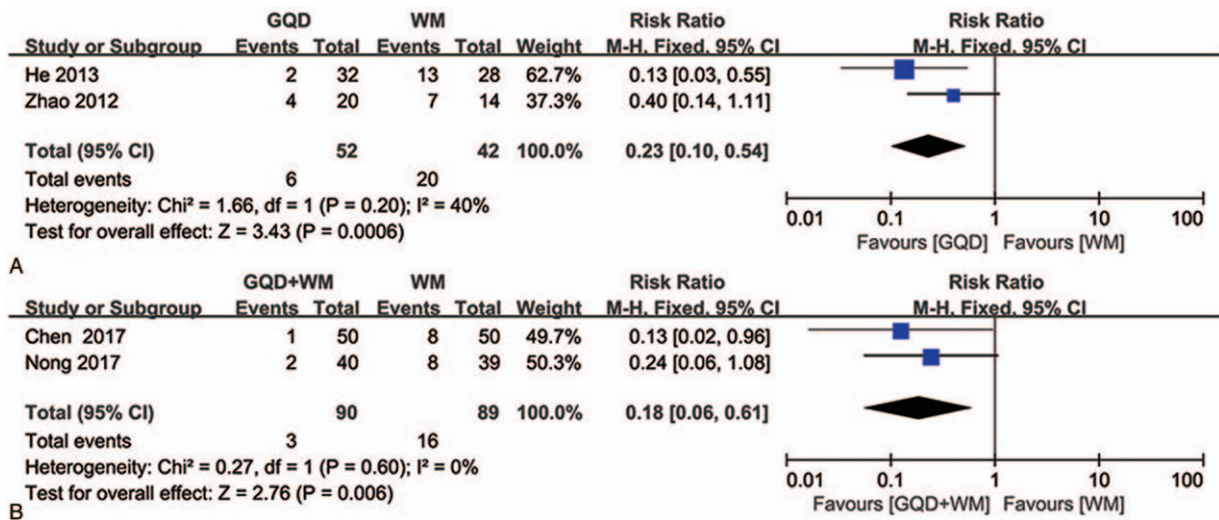 GQD WM Risk Ratio Risk Ratio
Study or Subgroup Events Total Events Total Weight M-H, Fixed, 95% CI M-H, Fixed, 95% CI
He 2013 2 32 13 28 62.7% 0.13 [0.03, 0.55]
Zhao 2012 4 20 7 14 37.3% 0.40 [0.14, 1.11]
Total (95% CI) 52 42 100.0% 0.23 [0.10, 0.54]
Total events 6 20
Heterogeneity: Chi² = 1.66, df = 1 (P = 0.20); I² = 40%
Test for overall effect: Z = 3.43 (P = 0.0006)
0.01 0.1 1 10 100
Favours [GQD] Favours [WM]
A
GQD+WM WM Risk Ratio Risk Ratio
Study or Subgroup Events Total Events Total Weight M-H, Fixed, 95% CI M-H, Fixed, 95% CI
Chen 2017 1 50 8 50 49.7% 0.13 [0.02, 0.96]
Nong 2017 2 40 8 39 50.3% 0.24 [0.06, 1.08]
Total (95% CI) 90 89 100.0% 0.18 [0.06, 0.61]
Total events 3 16
Heterogeneity: Chi² = 0.27, df = 1 (P = 0.60); I² = 0%
Test for overall effect: Z = 2.76 (P = 0.006)
0.01 0.1 1 10 100
Favours [GQD+WM] Favours [WM]
B